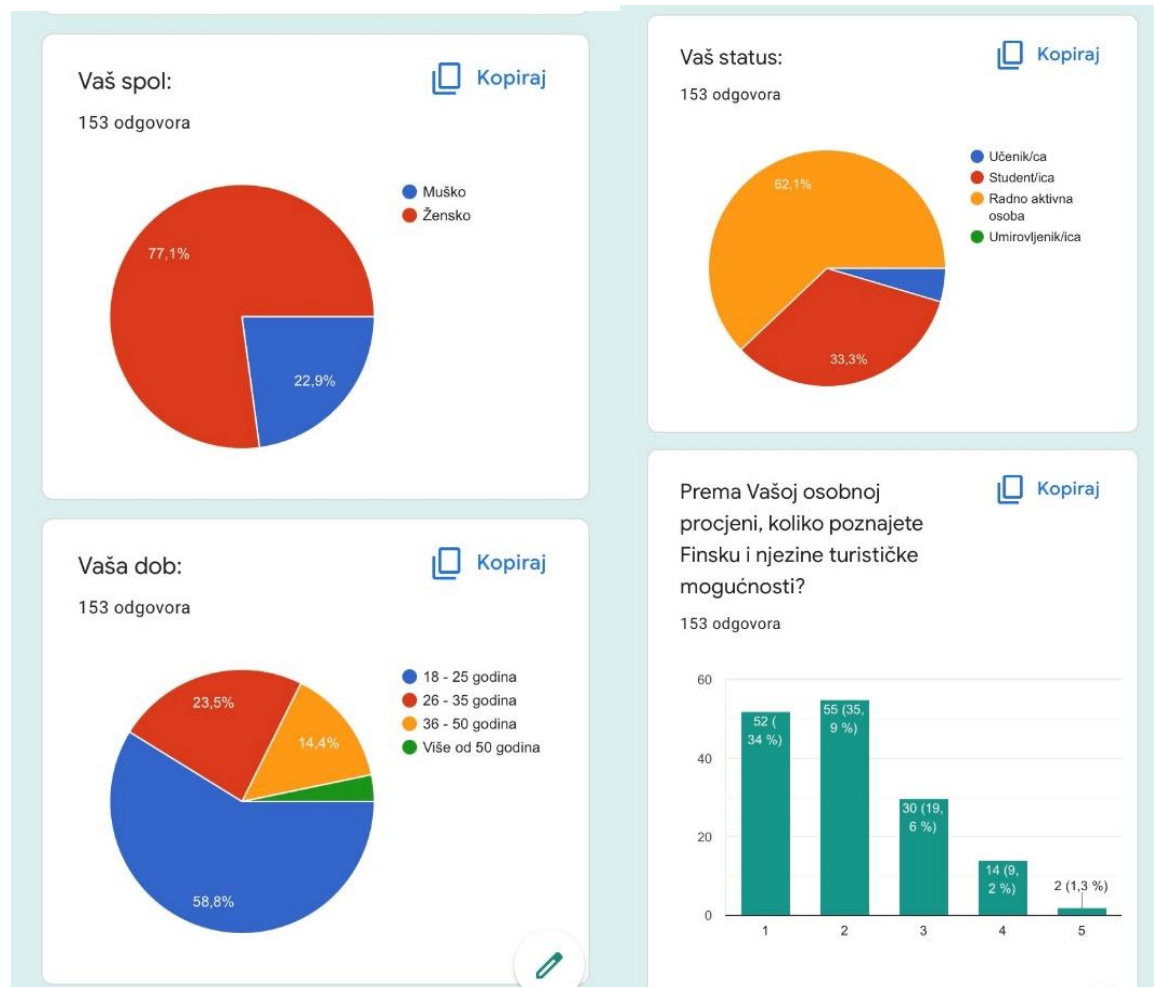 Vaš spol:
Kopiraj
153 odgovora
Muško
Žensko
77,1%
22,9%
Vaša dob:
Kopiraj
153 odgovora
18 - 25 godina
26 - 35 godina
36 - 50 godina
Više od 50 godina
23,5%
14,4%
58,8%
Vaš status:
Kopiraj
153 odgovora
Učenik/ca
Student/ica
Radno aktivna
osoba
Umirovljenik/ica
62,1%
33,3%
Prema Vašoj osobnoj
Kopiraj
procjeni, koliko poznajete
Finsku i njezine turističke
mogućnosti?
153 odgovora
60
40
20
0
52 (
34 %)
55 (35,
9 %)
30 (19,
6 %)
14 (9,
2 %)
2 (1,3 %)
1
2
3
4
5